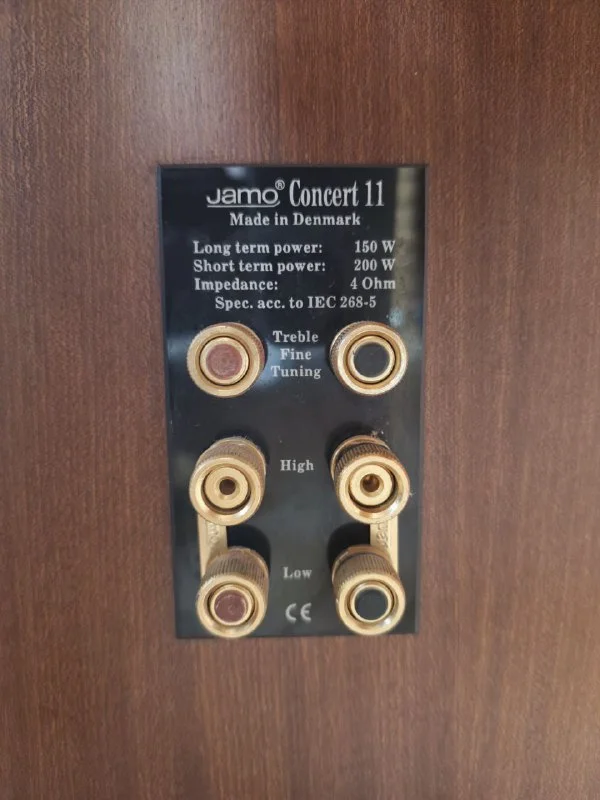 Jamo® Concert 11
Made in Denmark
Long term power: 150 W
Short term power: 200 W
Impedance: 4 Ohm
Spec. acc. to IEC 268-5
Treble
Fine
Tuning
High
Low
CE